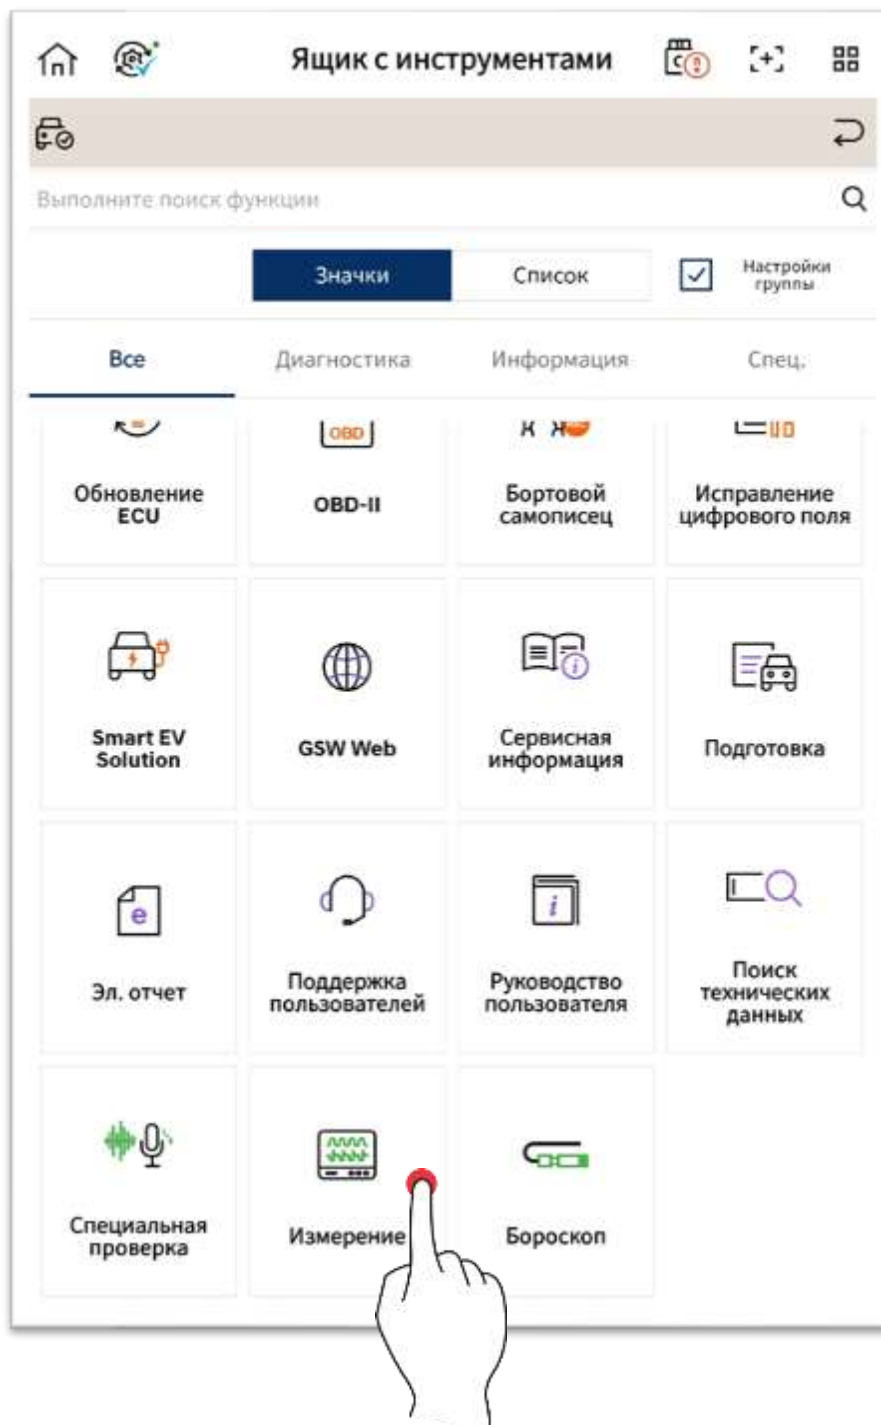 Ящик с инструментами
Выполните поиск функции
Значки
Список
Настройки
группы
Все
Диагностика
Информация
Спец.
OBD
Обновление
ECU
OBD-II
Бортовой
самописец
Исправление
цифрового поля
Smart EV
Solution
GSW Web
Сервисная
информация
Подготовка
e
Эл. отчет
Поддержка
пользователей
i
Руководство
пользователя
Поиск
технических
данных
Специальная
проверка
Измерение
Бороскоп